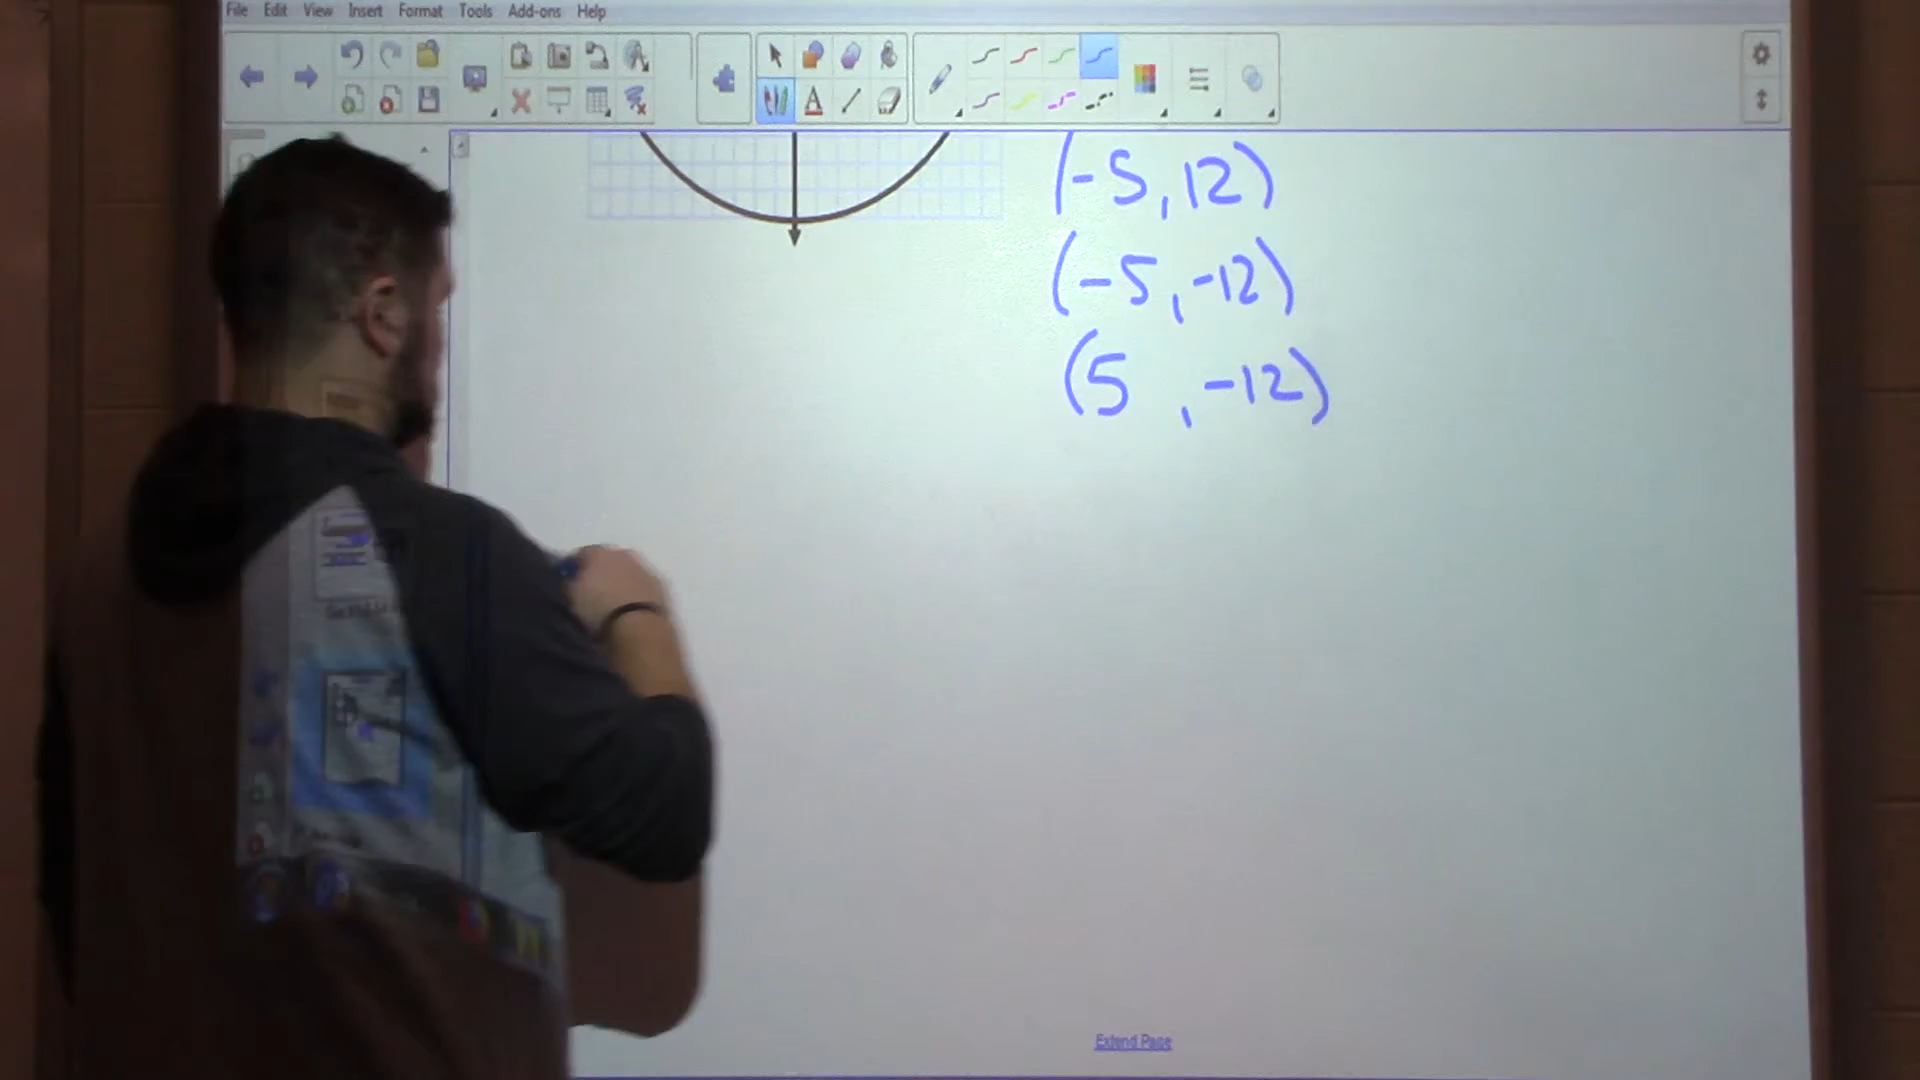 File Edit View Insert Format Tools Add-ons Help
(-5, 12)
(-5, -12)
(5, -12)
Extend Page